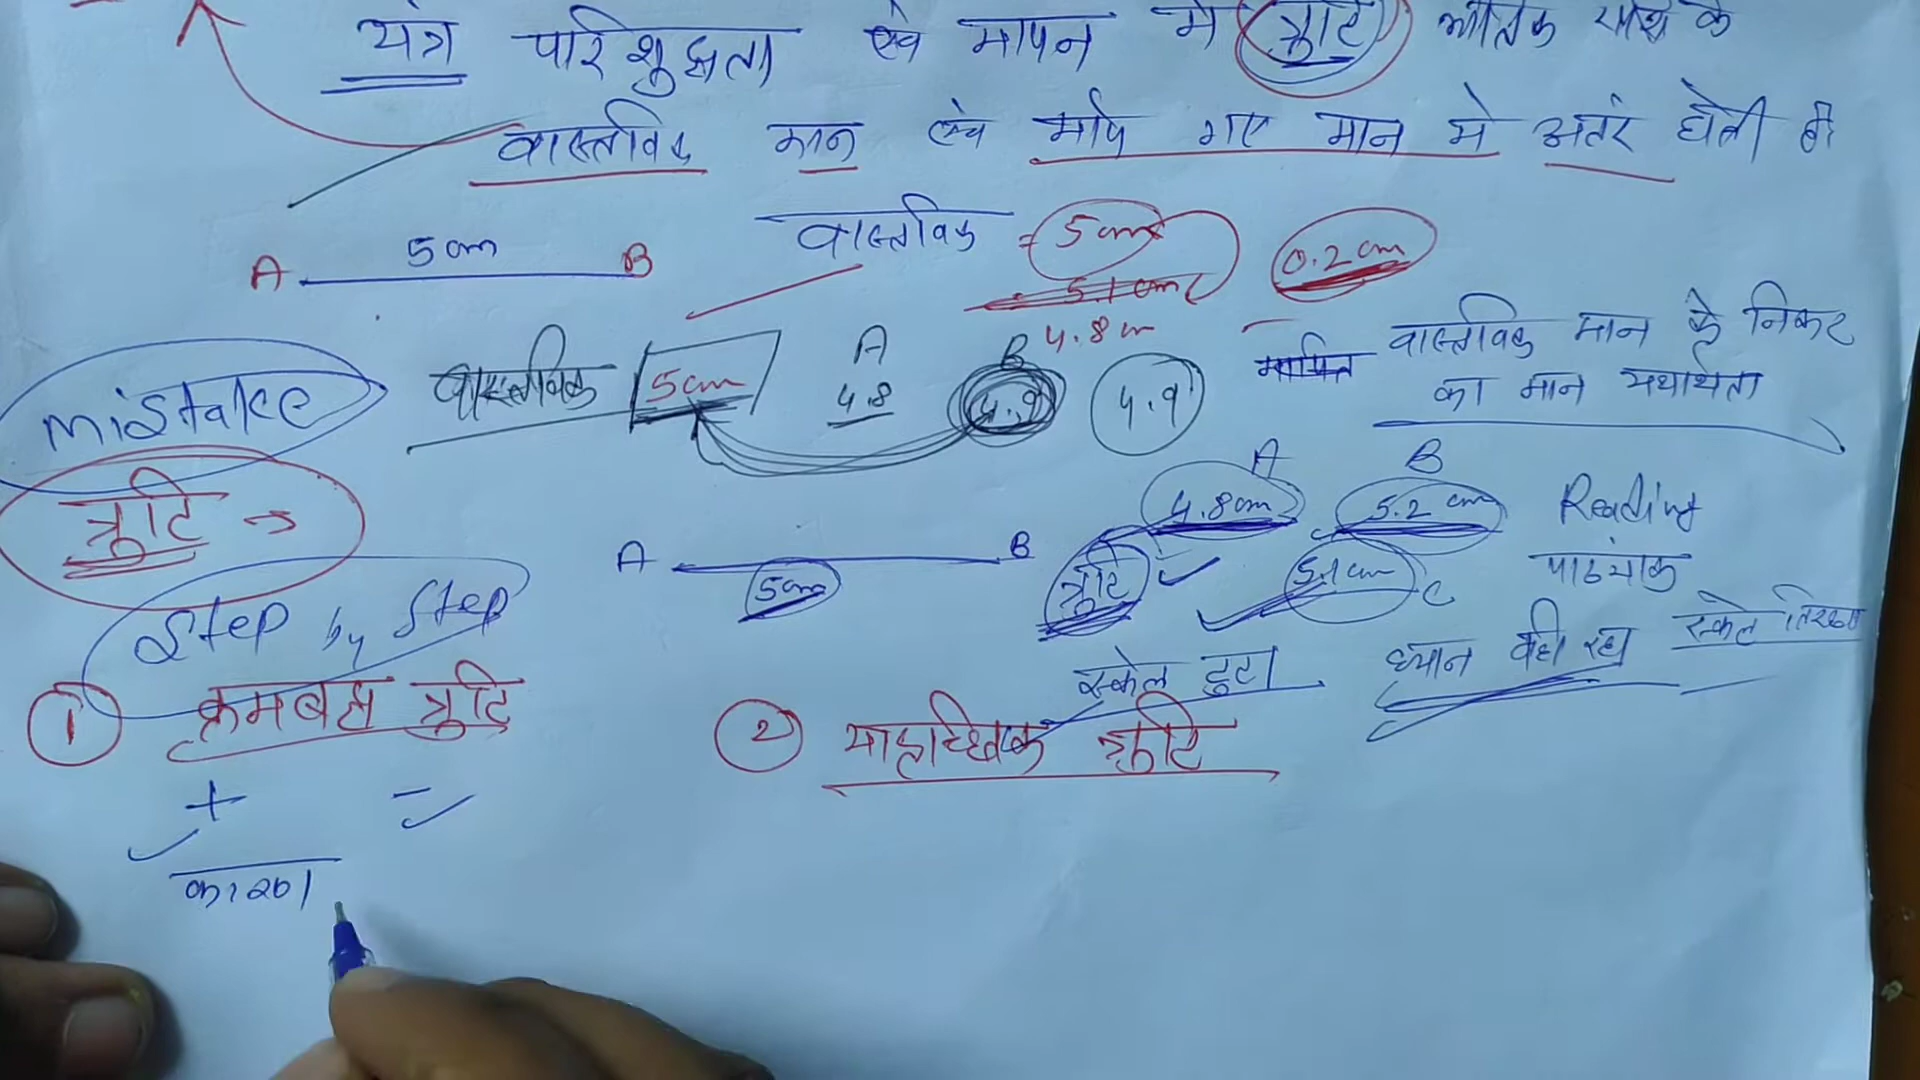 यंत्र परिशुद्धता एवं मापन में त्रुटि भौतिक राशि के
वास्तविक मान एवं मापे गए मान में अंतर होती है
A 5cm B
वास्तविक = 5cm 0.2cm
5.1cm
4.8cm
mistake
वास्तविक 5cm
A 4.8
B 4.9
4.9
मापित वास्तविक मान के निकट
का मान यथार्थता
त्रुटि →
A 4.8cm B 5.2cm Reading
A B
5cm
त्रुटि 5.1cm C पाठ्यांक
Step by Step
स्केल टुटा ध्यान नही रहा स्केल तिरछा
1 क्रमबद्ध त्रुटि
2 यादृच्छिक त्रुटि
+ -
कारण